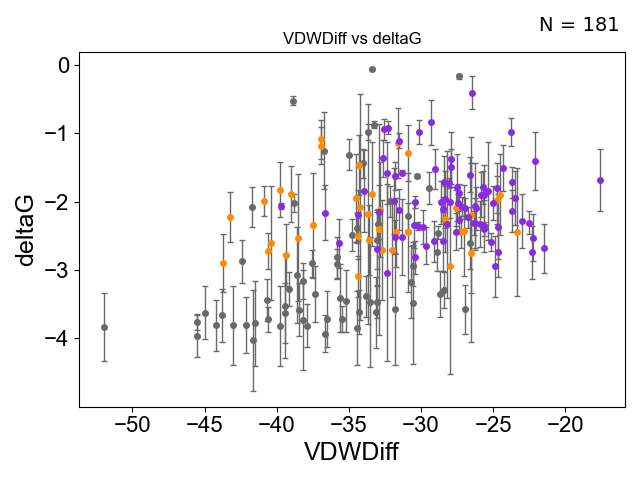 N = 181
VDWDiff vs deltaG
0
−1
−2
−3
−4
deltaG
−50 −45 −40 −35 −30 −25 −20
VDWDiff